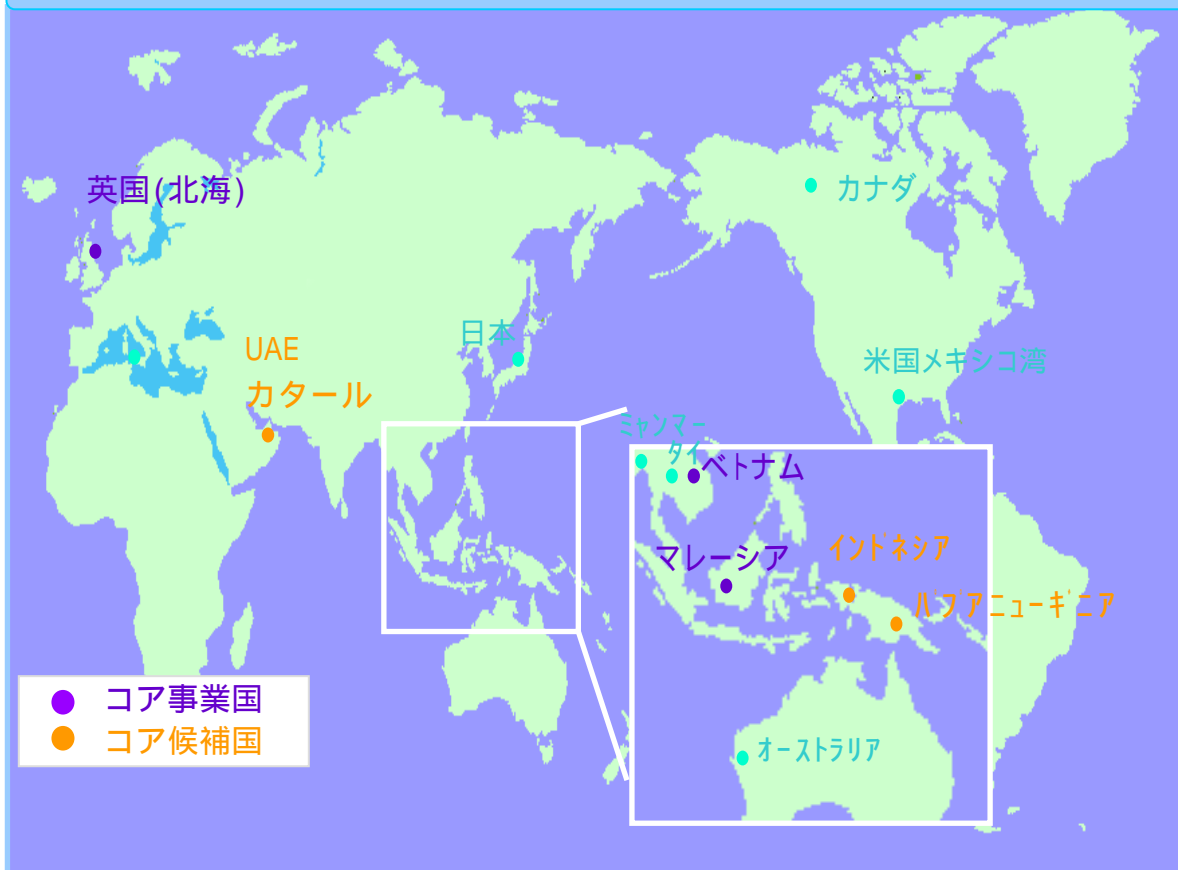 英国(北海)
カナダ
日本
UAE
カタール
米国メキシコ湾
ミャンマー
タイ
ベトナム
マレーシア
インドネシア
パプアニューギニア
オーストラリア
コア事業国
コア候補国